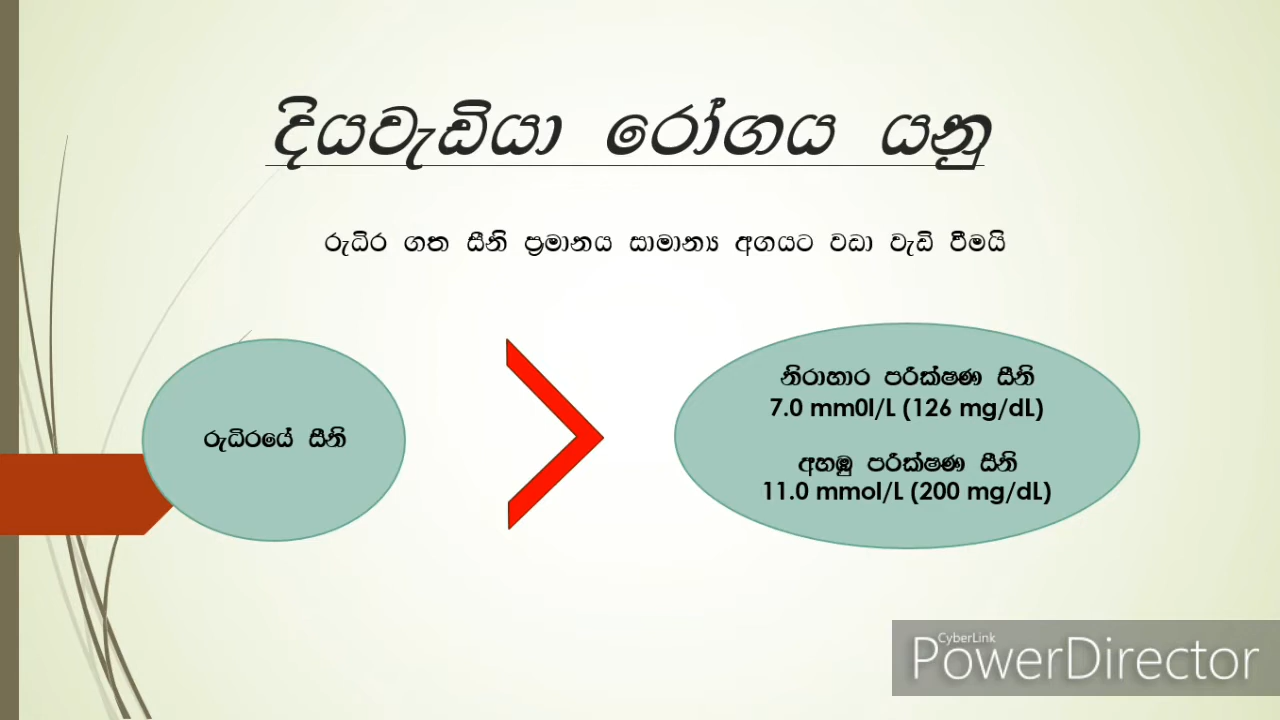 දියවැඩියා රෝගය යනු
රුධිර ගත සීනි ප්‍රමානය සාමාන්‍ය අගයට වඩා වැඩි වීමයි
රුධිරයේ සීනි
නිරාහාර පරීක්ෂණ සීනි
7.0 mm0l/L (126 mg/dL)
අහඹු පරීක්ෂණ සීනි
11.0 mmol/L (200 mg/dL)
CyberLink
PowerDirector